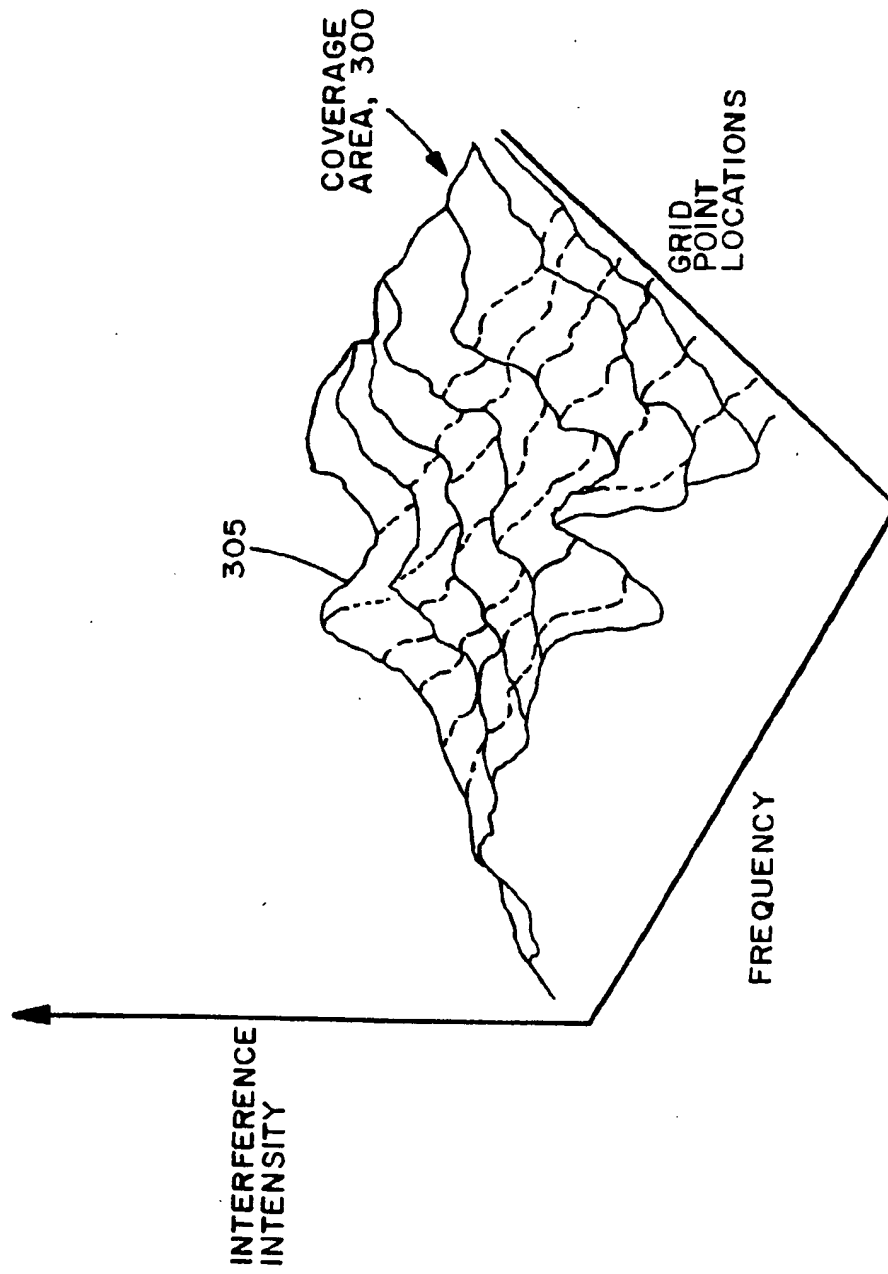 COVERAGE
AREA, 300
305
GRID
POINT
LOCATIONS
FREQUENCY
INTERFERENCE
INTENSITY